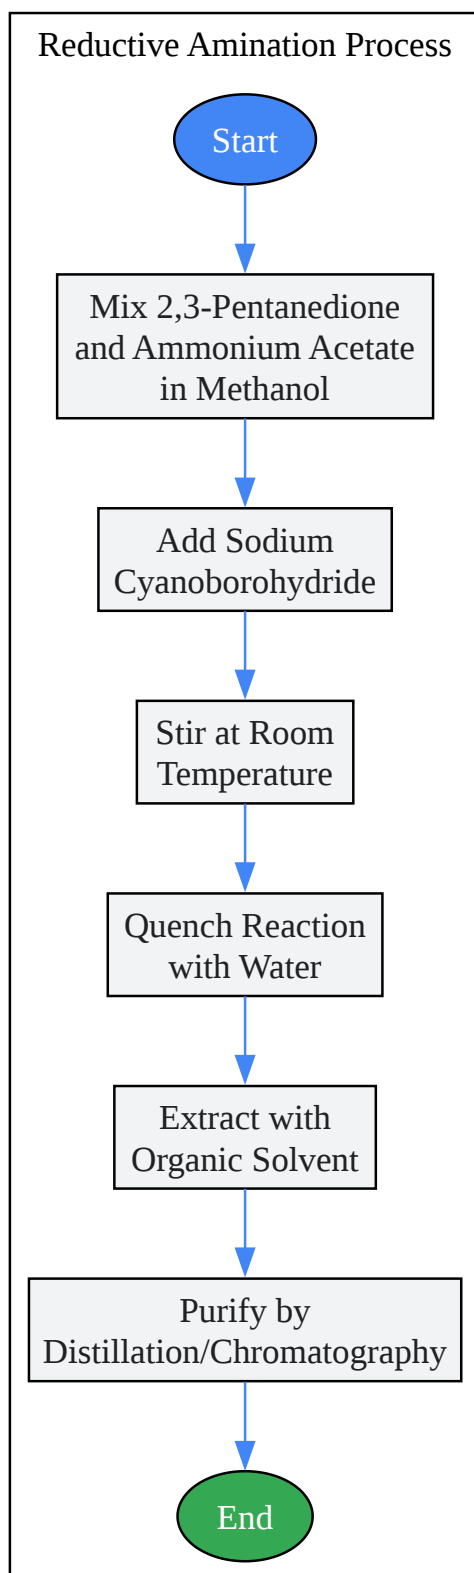 Reductive Amination Process
Start
Mix 2,3-Pentanedione
and Ammonium Acetate
in Methanol
Add Sodium
Cyanoborohydride
Stir at Room
Temperature
Quench Reaction
with Water
Extract with
Organic Solvent
Purify by
Distillation/Chromatography
End